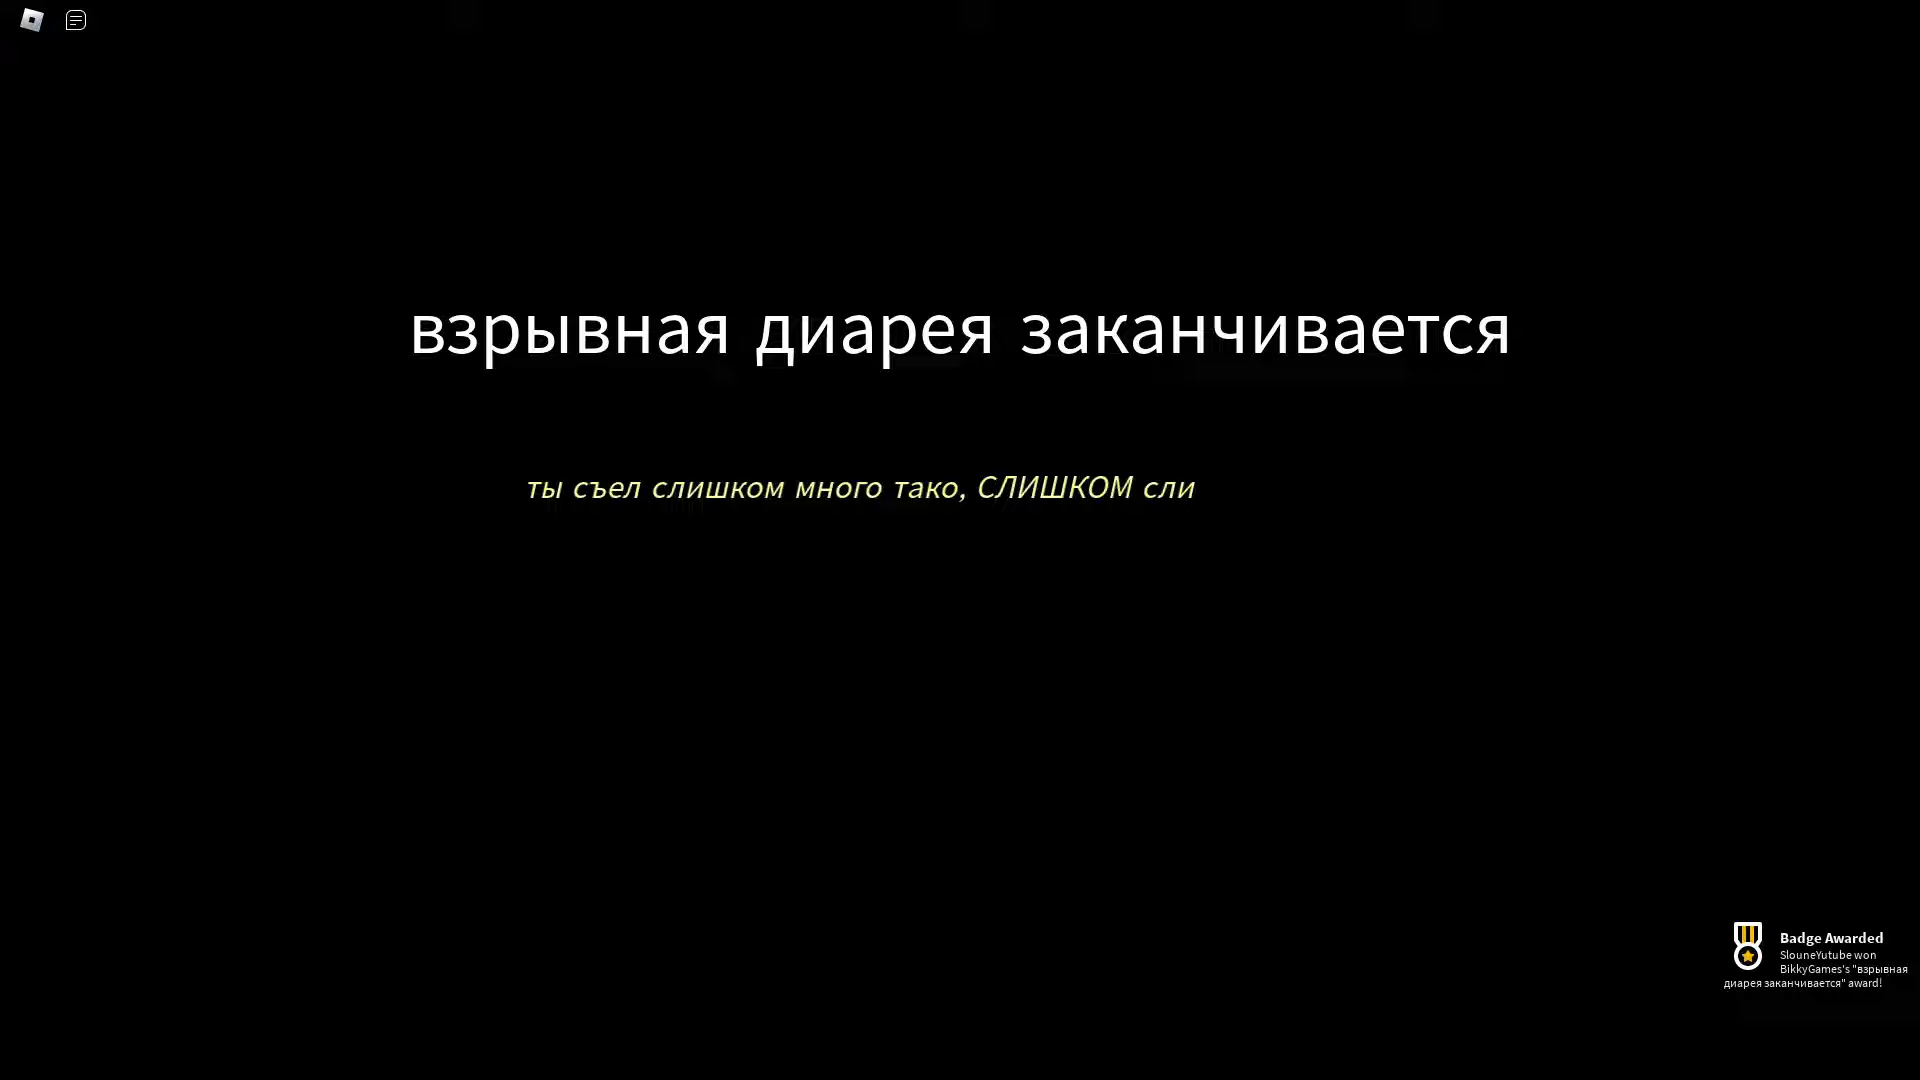 взрывная диарея заканчивается
ты съел слишком много тако, СЛИШКОМ сли
Badge Awarded
SlouneYutube won
BikkyGames's "взрывная
диарея заканчивается" award!